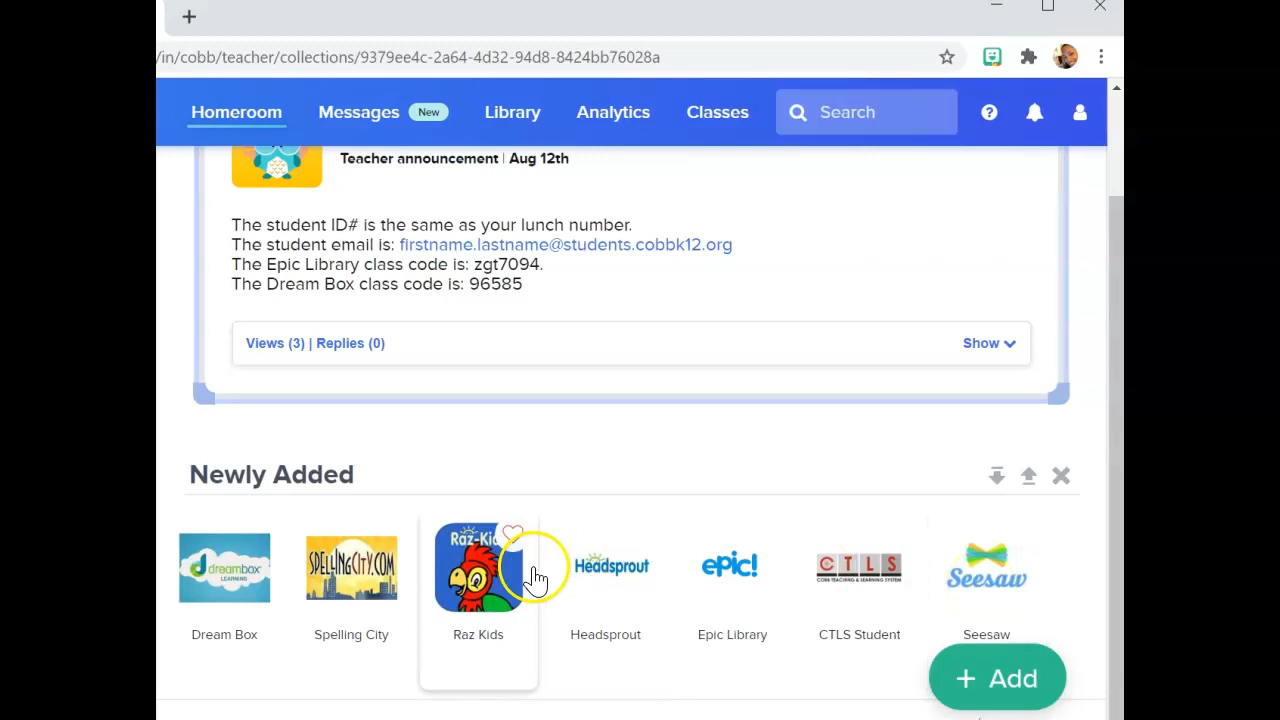 /in/cobb/teacher/collections/9379ee4c-2a64-4d32-94d8-8424bb76028a
Homeroom Messages New Library Analytics Classes Search
Teacher announcement | Aug 12th
The student ID# is the same as your lunch number.
The student email is: firstname.lastname@students.cobbk12.org
The Epic Library class code is: zgt7094.
The Dream Box class code is: 96585
Views (3) | Replies (0) Show
Newly Added
dreambox LEARNING SPELLINGCITY.COM Raz-Kids Headsprout epic! CTLS COBB TEACHING & LEARNING SYSTEM Seesaw
Dream Box Spelling City Raz Kids Headsprout Epic Library CTLS Student Seesaw
+ Add